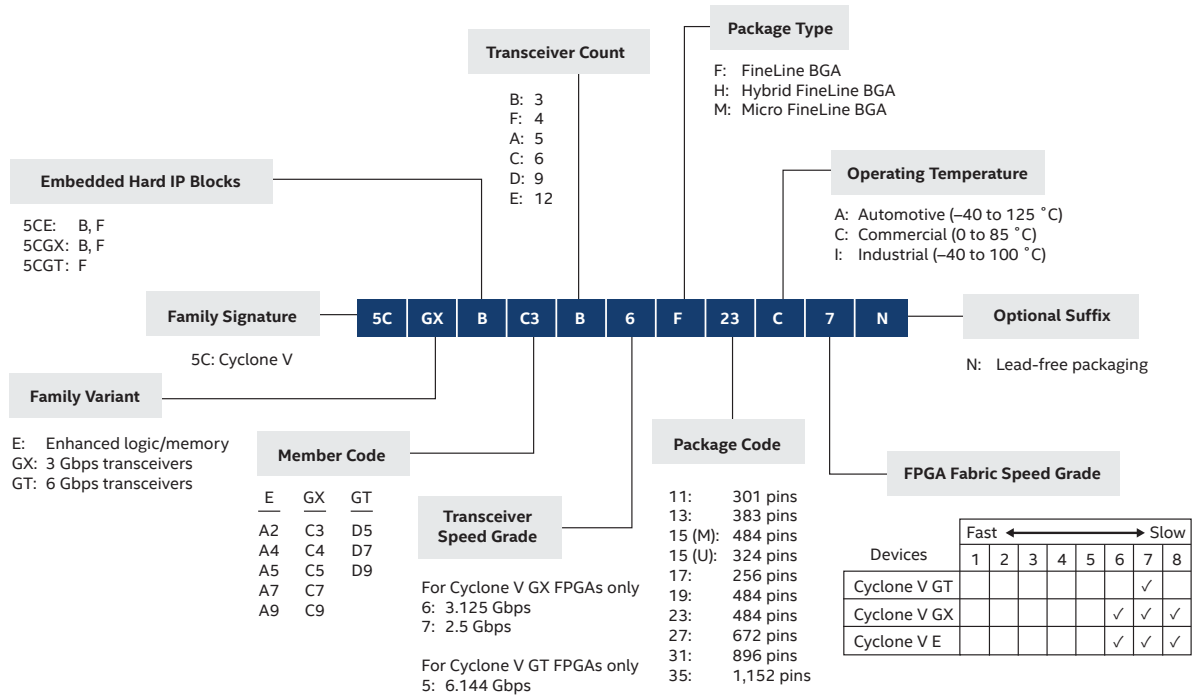 Package Type
F: FineLine BGA
H: Hybrid FineLine BGA
M: Micro FineLine BGA
Transceiver Count
B: 3
F: 4
A: 5
C: 6
D: 9
E: 12
Embedded Hard IP Blocks
5CE: B, F
5CGX: B, F
5CGT: F
Operating Temperature
A: Automotive (–40 to 125 ˚C)
C: Commercial (0 to 85 ˚C)
I: Industrial (–40 to 100 ˚C)
Family Signature
5C: Cyclone V
5C GX B C3 B 6 F 23 C 7 N
Optional Suffix
N: Lead-free packaging
Family Variant
E: Enhanced logic/memory
GX: 3 Gbps transceivers
GT: 6 Gbps transceivers
Member Code
E GX GT
A2 C3 D5
A4 C4 D7
A5 C5 D9
A7 C7
A9 C9
Transceiver
Speed Grade
For Cyclone V GX FPGAs only
6: 3.125 Gbps
7: 2.5 Gbps
For Cyclone V GT FPGAs only
5: 6.144 Gbps
Package Code
11: 301 pins
13: 383 pins
15 (M): 484 pins
15 (U): 324 pins
17: 256 pins
19: 484 pins
23: 484 pins
27: 672 pins
31: 896 pins
35: 1,152 pins
FPGA Fabric Speed Grade
Fast Slow
Devices 1 2 3 4 5 6 7 8
Cyclone V GT ✓
Cyclone V GX ✓ ✓ ✓
Cyclone V E ✓ ✓ ✓